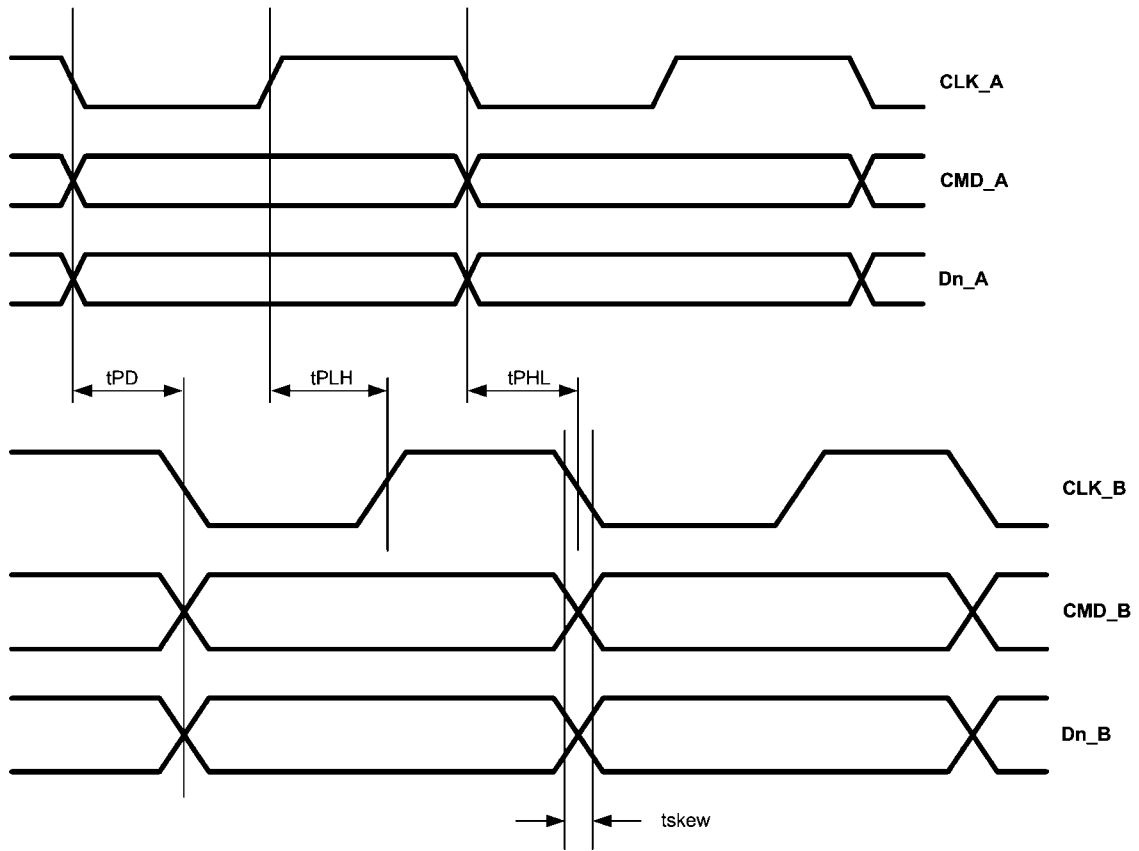 CLK_A
CMD_A
Dn_A
tPD
tPLH
tPHL
CLK_B
CMD_B
Dn_B
tskew